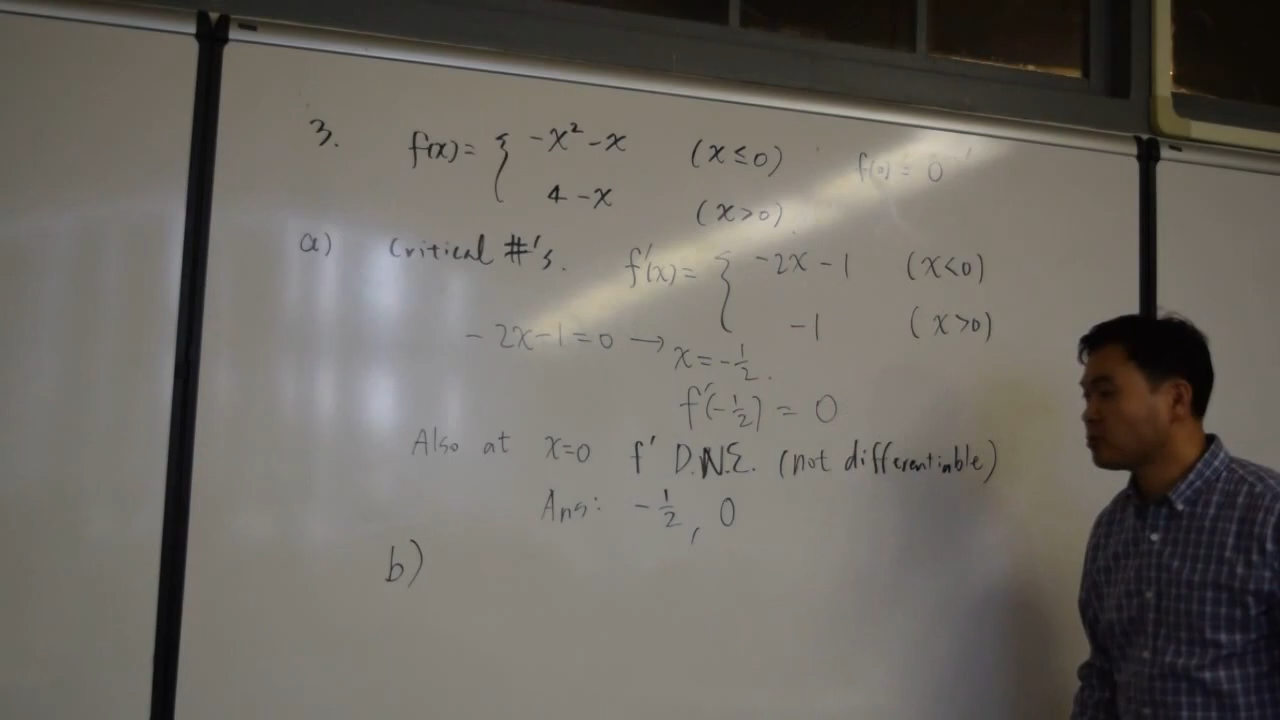 3. f(x) = { -x² - x (x ≤ 0) f(0) = 0
4 - x (x > 0)
a) Critical #'s. f'(x) = { -2x - 1 (x < 0)
-1 (x > 0)
-2x - 1 = 0 → x = -1/2.
f'(-1/2) = 0
Also at x=0 f' D.N.E. (not differentiable)
Ans: -1/2, 0
b)